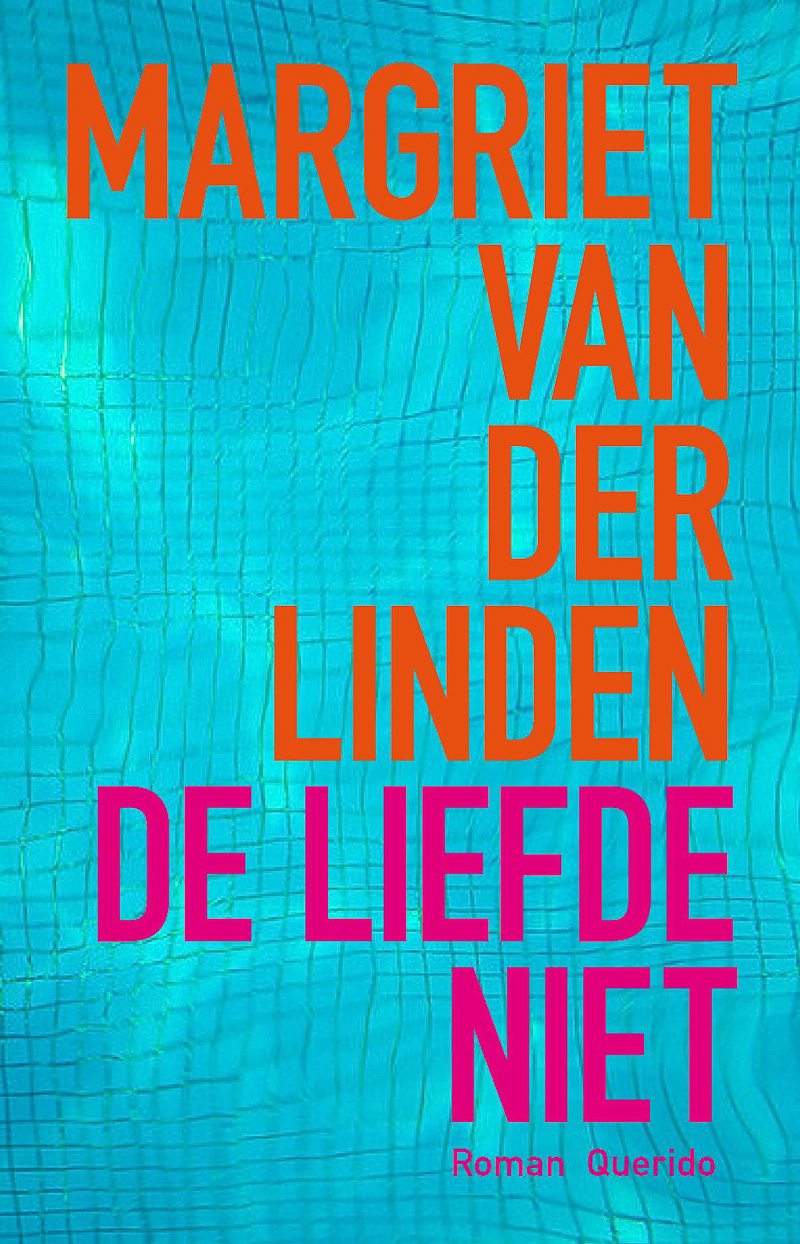 MARGRIET
VAN
DER
LINDEN
DE LIEFDE
NIET
Roman Querido